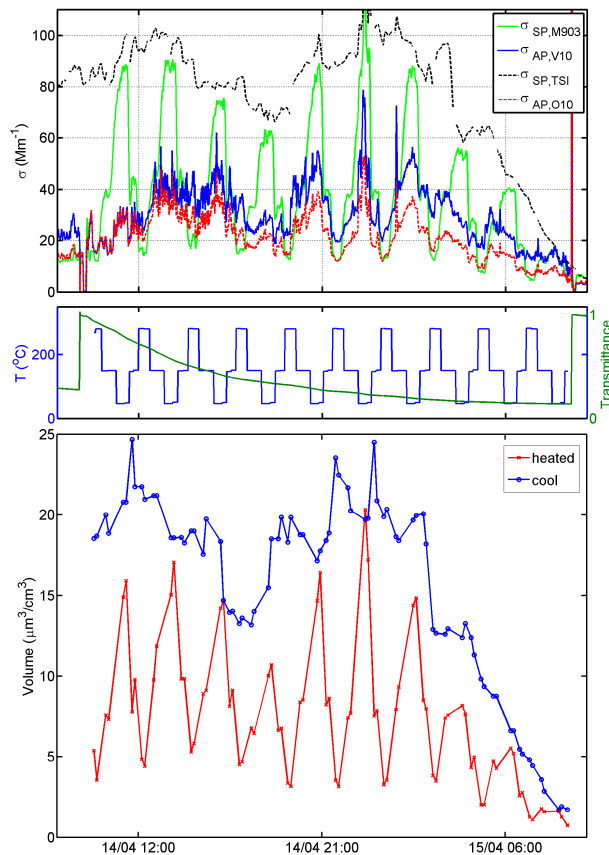 100
80
60
40
20
0
σ (Mm⁻¹)
σ SP,M903
σ AP,V10
σ SP,TSI
σ AP,O10
200
0
T (°C)
1
0
Transmittance
25
20
15
10
5
0
Volume (μm³/cm³)
heated
cool
14/04 12:00 14/04 21:00 15/04 06:00